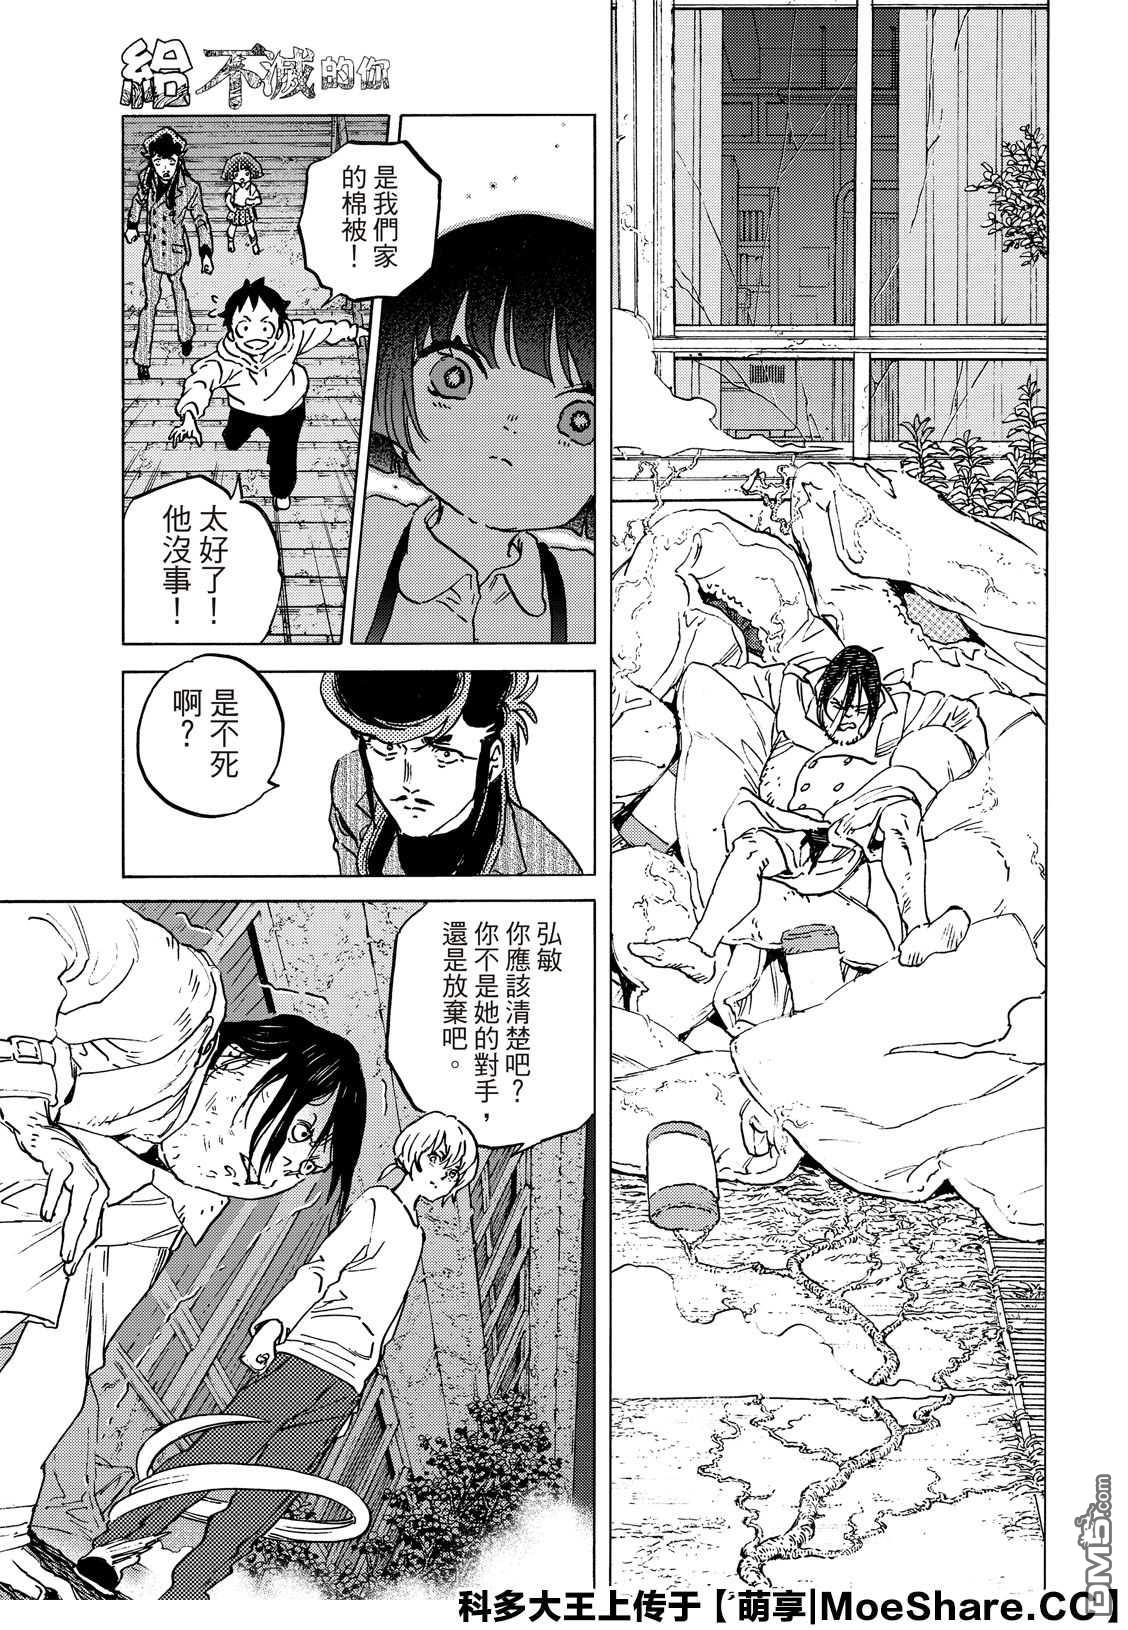 給不滅的你
是我們家
的棉被！
太好了！
他沒事！
是不死
啊？
弘敏
你應該清楚吧？
你不是她的對手，
還是放棄吧。
DM5.com
科多大王上传于【萌享|MoeShare.CC】